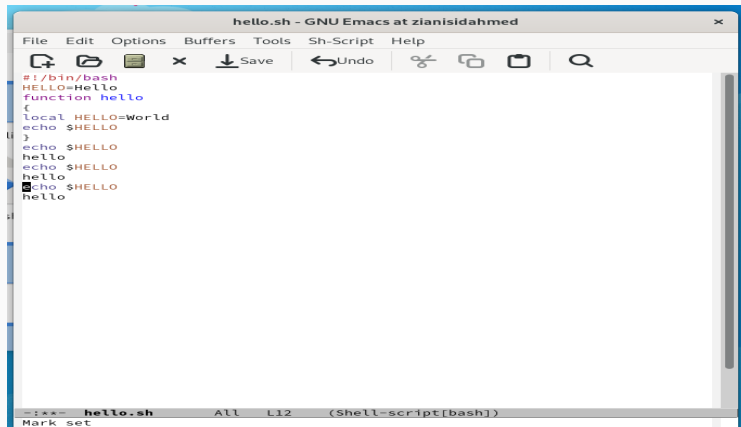 hello.sh - GNU Emacs at zianisidahmed
File Edit Options Buffers Tools Sh-Script Help
Save Undo
#!/bin/bash
HELLO=Hello
function hello
{
local HELLO=World
echo $HELLO
}
echo $HELLO
hello
echo $HELLO
hello
echo $HELLO
hello
-:**- hello.sh All L12 (Shell-script[bash])
Mark set